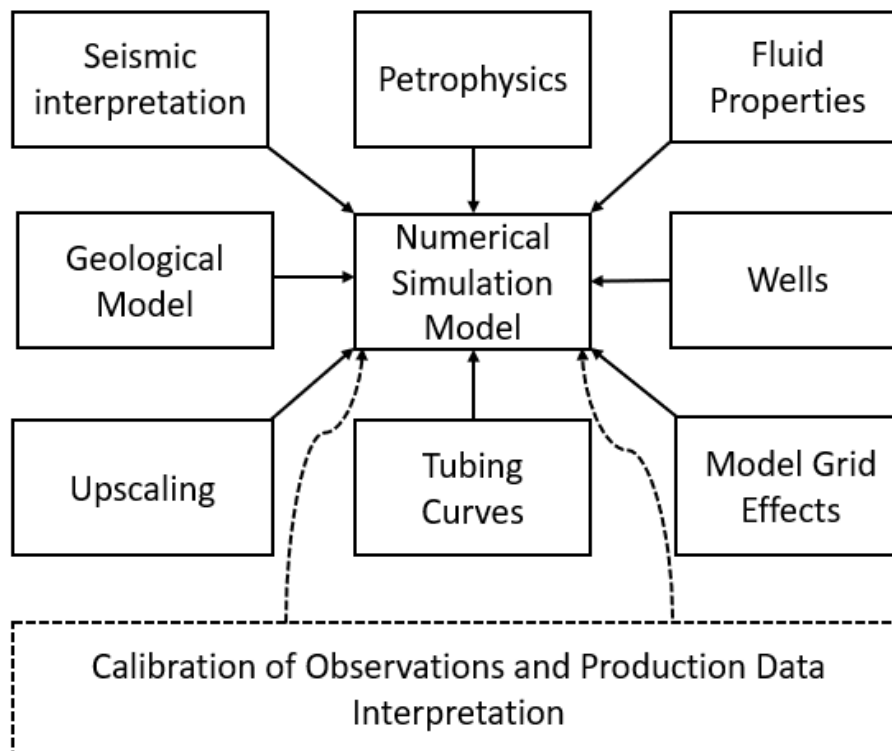 Seismic
interpretation
Petrophysics
Fluid
Properties
Geological
Model
Numerical
Simulation
Model
Wells
Upscaling
Tubing
Curves
Model Grid
Effects
Calibration of Observations and Production Data
Interpretation